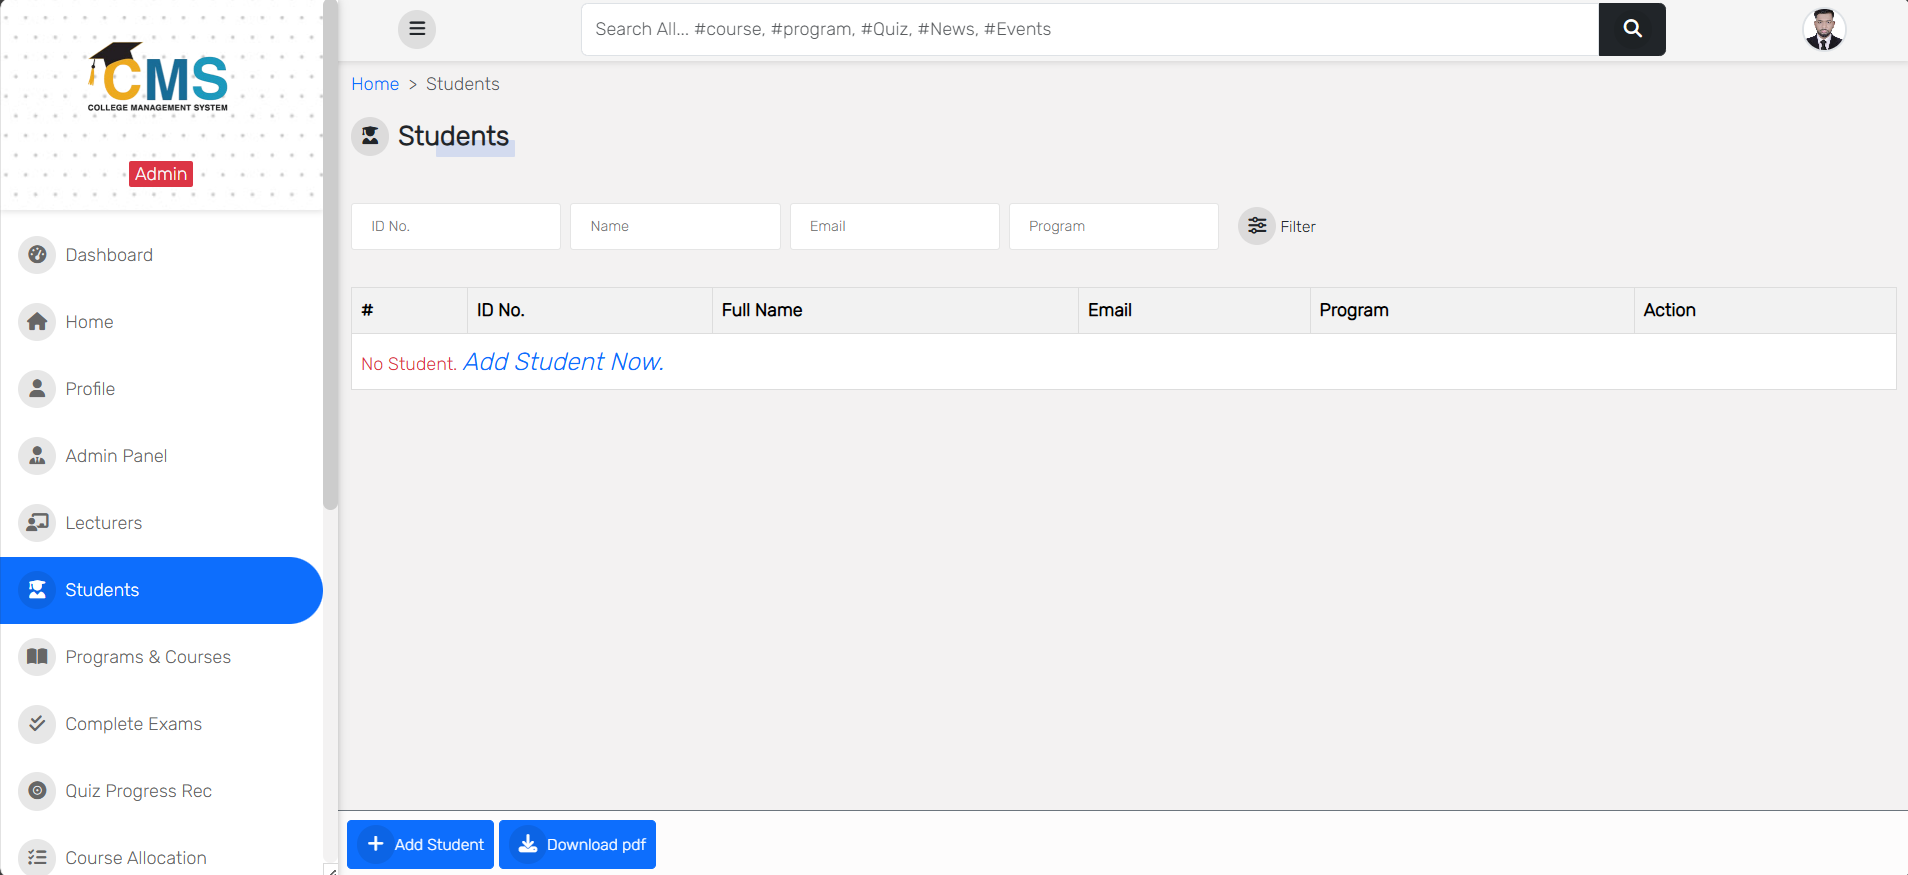 CMS
COLLEGE MANAGEMENT SYSTEM
Admin
Dashboard
Home
Profile
Admin Panel
Lecturers
Students
Programs & Courses
Complete Exams
Quiz Progress Rec
Course Allocation
Search All... #course, #program, #Quiz, #News, #Events
Home > Students
Students
ID No. Name Email Program Filter
# ID No. Full Name Email Program Action
No Student. Add Student Now.
Add Student Download pdf